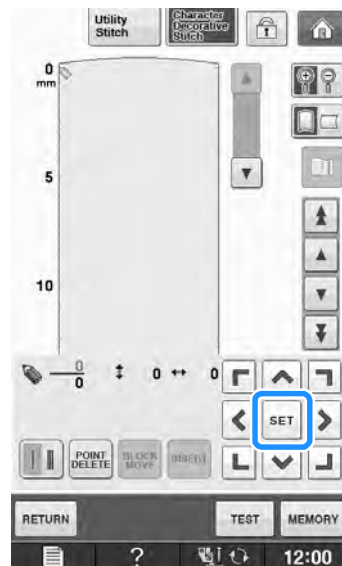 Utility
Stitch
Character
Decorative
Stitch
0
mm
5
10
0
0
0
0
SET
POINT
DELETE
BLOCK
MOVE
INSERT
RETURN
TEST
MEMORY
?
12:00